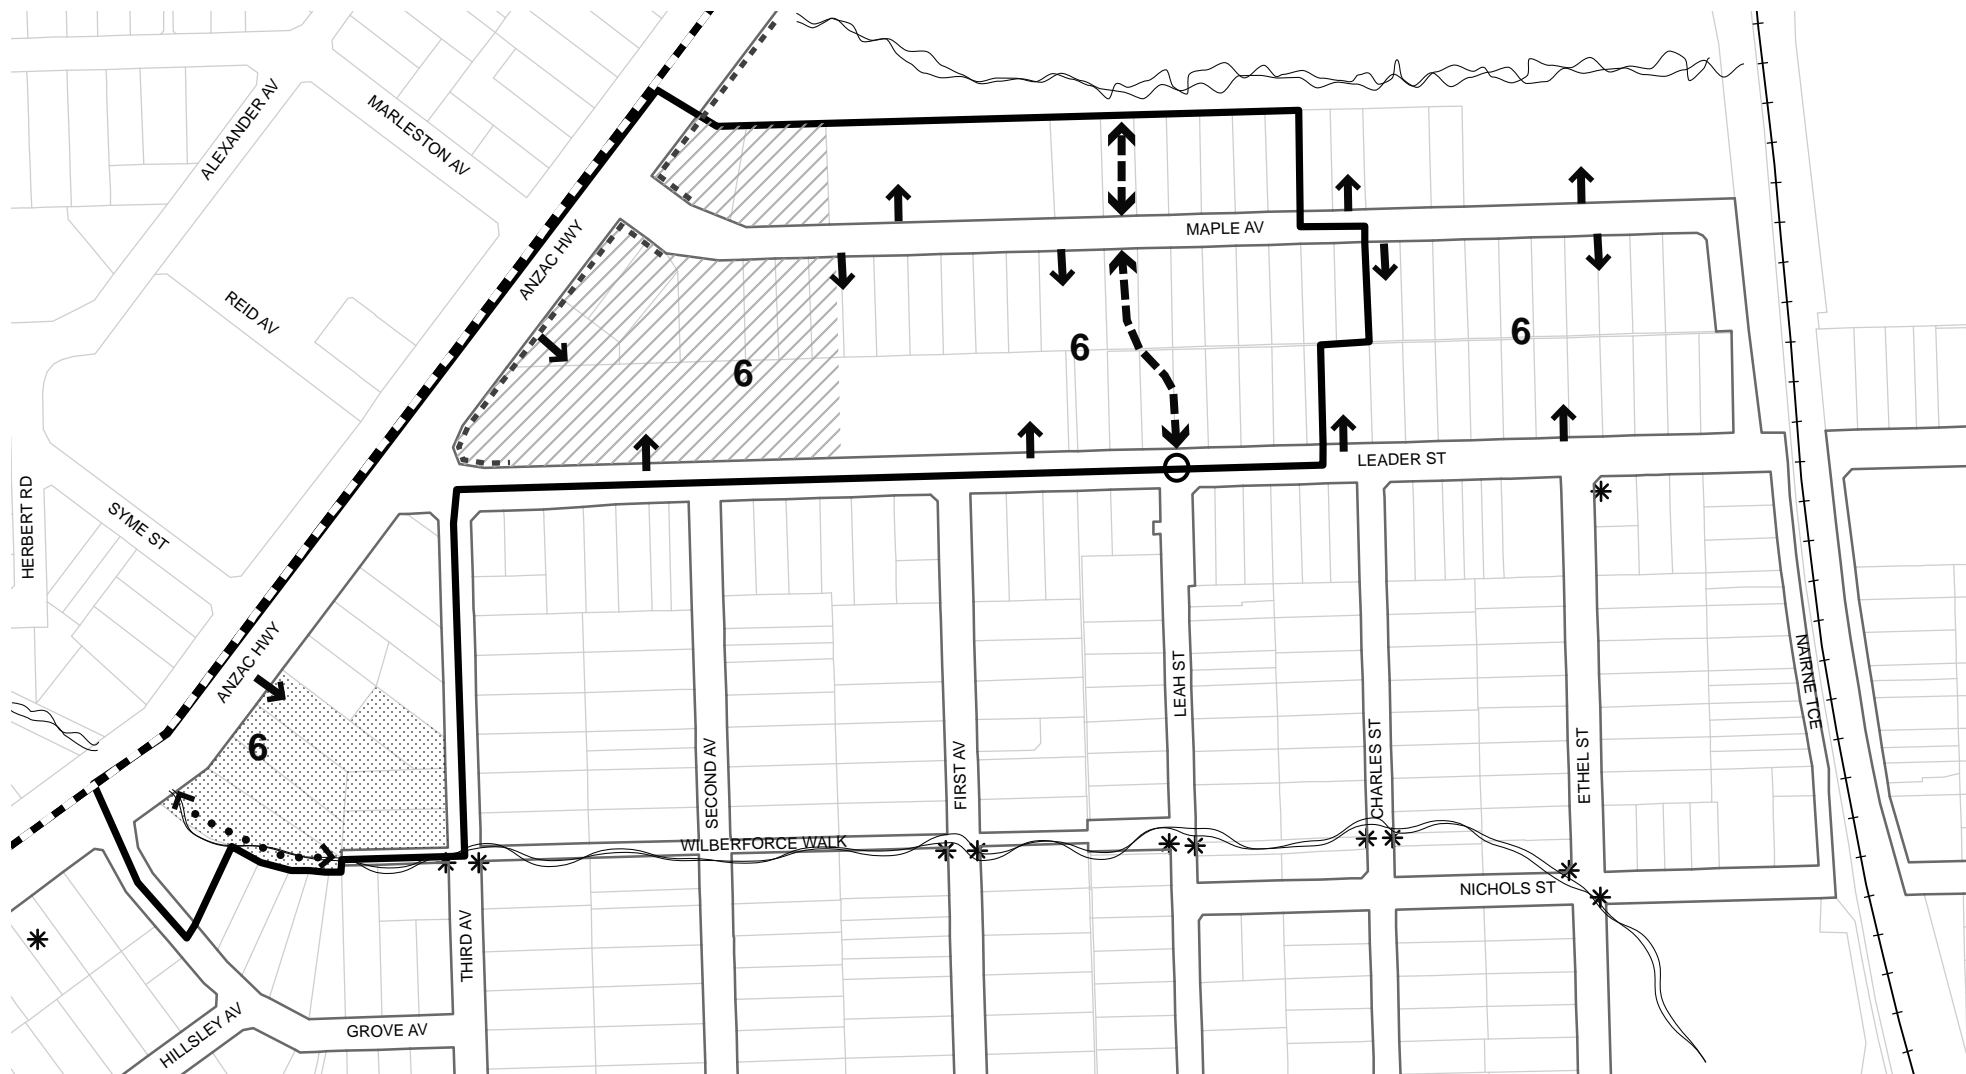 ALEXANDER AV
MARLESTON AV
ANZAC HWY
MAPLE AV
REID AV
6
6
6
LEADER ST
HERBERT RD
SYME ST
ANZAC HWY
6
LEAH ST
NAIRNE TCE
SECOND AV
FIRST AV
CHARLES ST
ETHEL ST
WILBERFORCE WALK
NICHOLS ST
THIRD AV
HILLSLEY AV
GROVE AV